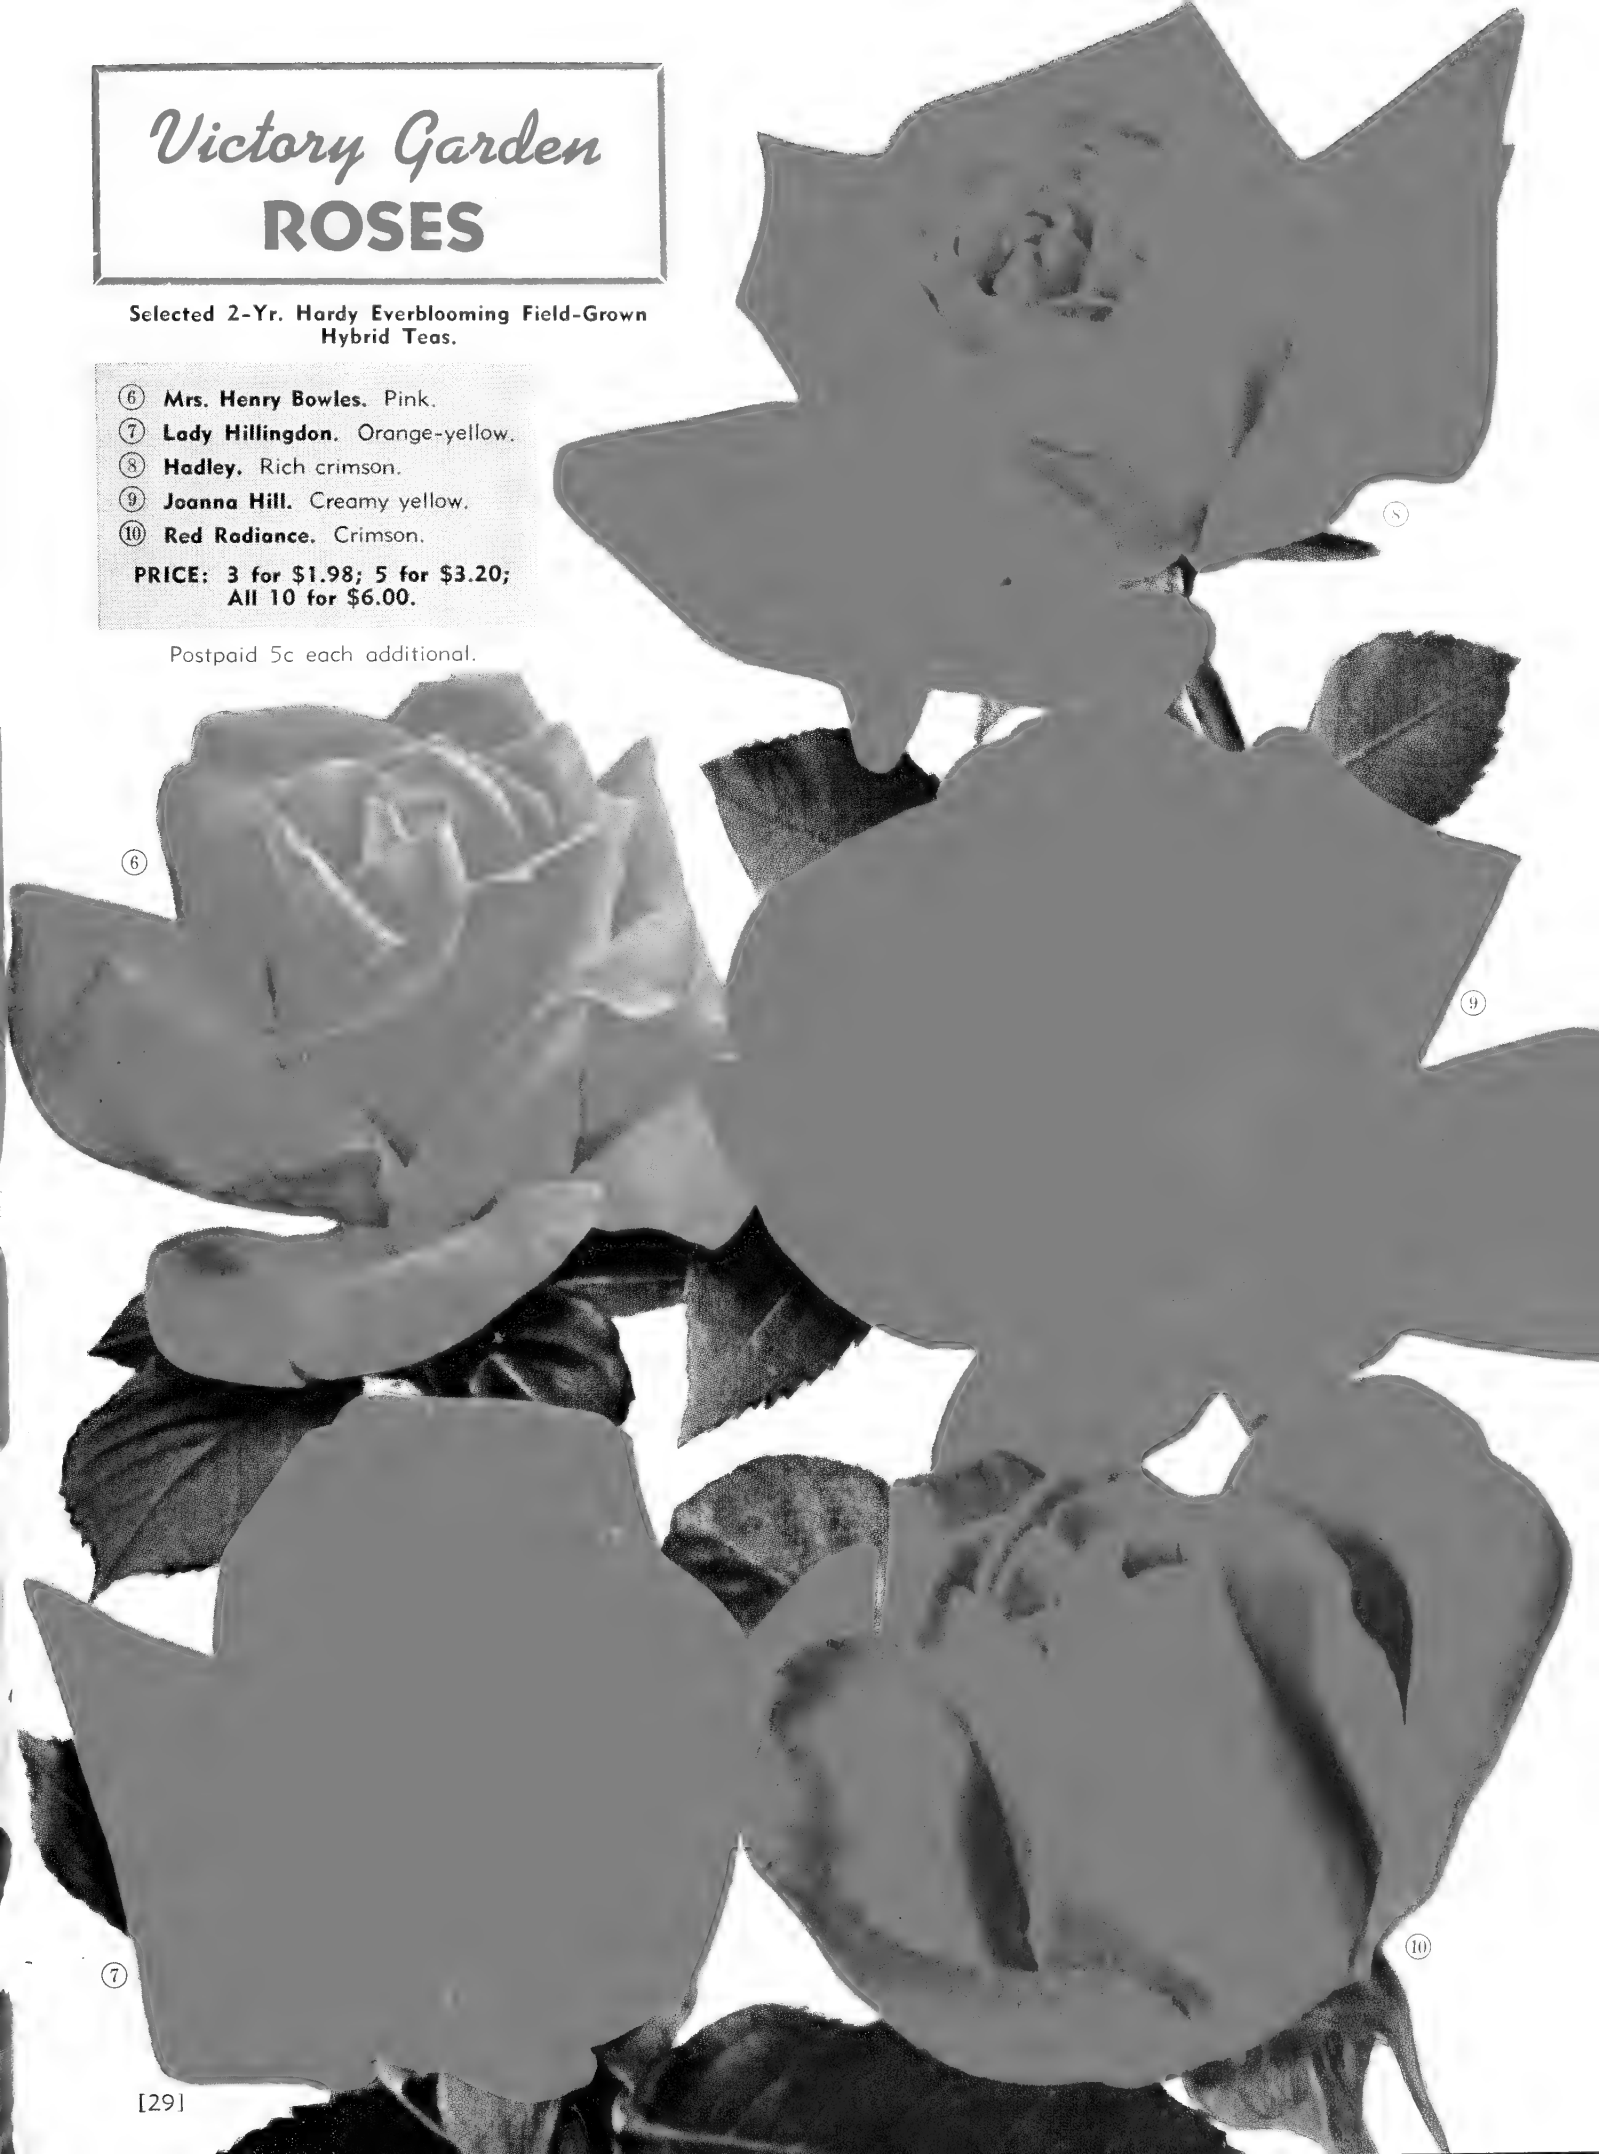 Victory Garden
ROSES
Selected 2-Yr. Hardy Everblooming Field-Grown
Hybrid Teas.
6 Mrs. Henry Bowles. Pink.
7 Lady Hillingdon. Orange-yellow.
8 Hadley. Rich crimson.
9 Joanna Hill. Creamy yellow.
10 Red Radiance. Crimson.
PRICE: 3 for $1.98; 5 for $3.20;
All 10 for $6.00.
Postpaid 5c each additional.
8
6
9
10
7
[29]